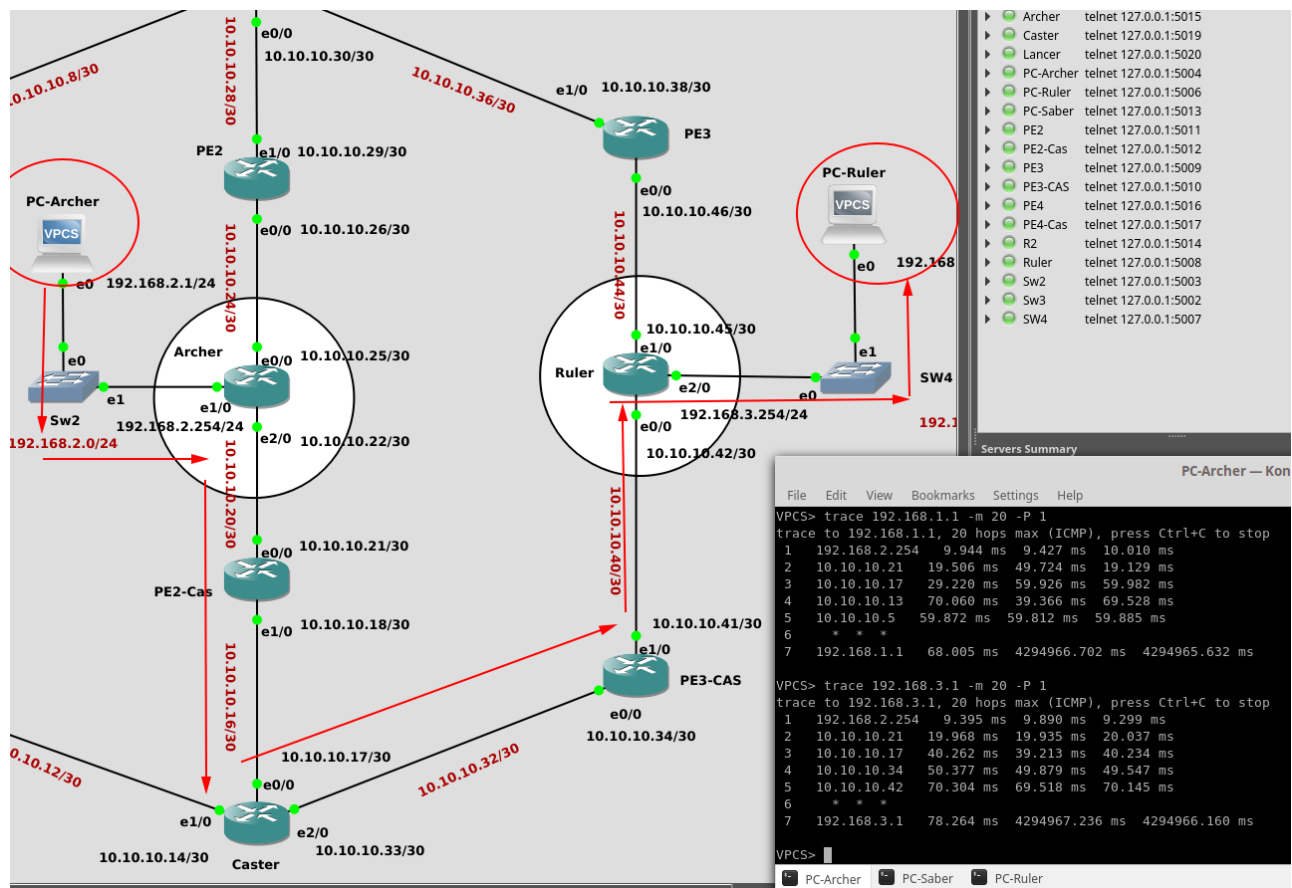 e0/0
10.10.10.30/30
10.10.10.28/30
10.10.10.36/30
e1/0 10.10.10.38/30
PE3
PE2
e1/0 10.10.10.29/30
PC-Archer
VPCS
e0 192.168.2.1/24
e0/0 10.10.10.26/30
10.10.10.24/30
e0/0
10.10.10.46/30
10.10.10.44/30
PC-Ruler
VPCS
e0
Archer
e0/0 10.10.10.25/30
e0
Sw2
e1
e1/0
192.168.2.254/24
192.168.2.0/24
e2/0 10.10.10.22/30
10.10.10.20/30
10.10.10.45/30
e1/0
Ruler
e2/0
192.168.3.254/24
e0/0
10.10.10.42/30
e1
SW4
e0
e0/0 10.10.10.21/30
PE2-Cas
e1/0 10.10.10.18/30
10.10.10.16/30
10.10.10.40/30
10.10.10.41/30
e1/0
PE3-CAS
e0/0
10.10.10.34/30
10.10.10.17/30
10.10.10.32/30
e0/0
e1/0
e2/0
10.10.10.14/30
10.10.10.33/30
Caster
Archer telnet 127.0.0.1:5015
Caster telnet 127.0.0.1:5019
Lancer telnet 127.0.0.1:5020
PC-Archer telnet 127.0.0.1:5004
PC-Ruler telnet 127.0.0.1:5006
PC-Saber telnet 127.0.0.1:5013
PE2 telnet 127.0.0.1:5011
PE2-Cas telnet 127.0.0.1:5012
PE3 telnet 127.0.0.1:5009
PE3-CAS telnet 127.0.0.1:5010
PE4 telnet 127.0.0.1:5016
PE4-Cas telnet 127.0.0.1:5017
R2 telnet 127.0.0.1:5014
Ruler telnet 127.0.0.1:5008
Sw2 telnet 127.0.0.1:5003
Sw3 telnet 127.0.0.1:5002
SW4 telnet 127.0.0.1:5007
Servers Summary
PC-Archer — Kon
File Edit View Bookmarks Settings Help
VPCS> trace 192.168.1.1 -m 20 -P 1
trace to 192.168.1.1, 20 hops max (ICMP), press Ctrl+C to stop
1 192.168.2.254 9.944 ms 9.427 ms 10.010 ms
2 10.10.10.21 19.506 ms 49.724 ms 19.129 ms
3 10.10.10.17 29.220 ms 59.926 ms 59.982 ms
4 10.10.10.13 70.060 ms 39.366 ms 69.528 ms
5 10.10.10.5 59.872 ms 59.812 ms 59.885 ms
6 * * *
7 192.168.1.1 68.005 ms 4294966.702 ms 4294965.632 ms
VPCS> trace 192.168.3.1 -m 20 -P 1
trace to 192.168.3.1, 20 hops max (ICMP), press Ctrl+C to stop
1 192.168.2.254 9.395 ms 9.890 ms 9.299 ms
2 10.10.10.21 19.968 ms 19.935 ms 20.037 ms
3 10.10.10.17 40.262 ms 39.213 ms 40.234 ms
4 10.10.10.34 50.377 ms 49.879 ms 49.547 ms
5 10.10.10.42 70.304 ms 69.518 ms 70.145 ms
6 * * *
7 192.168.3.1 78.264 ms 4294967.236 ms 4294966.160 ms
VPCS>
PC-Archer PC-Saber PC-Ruler